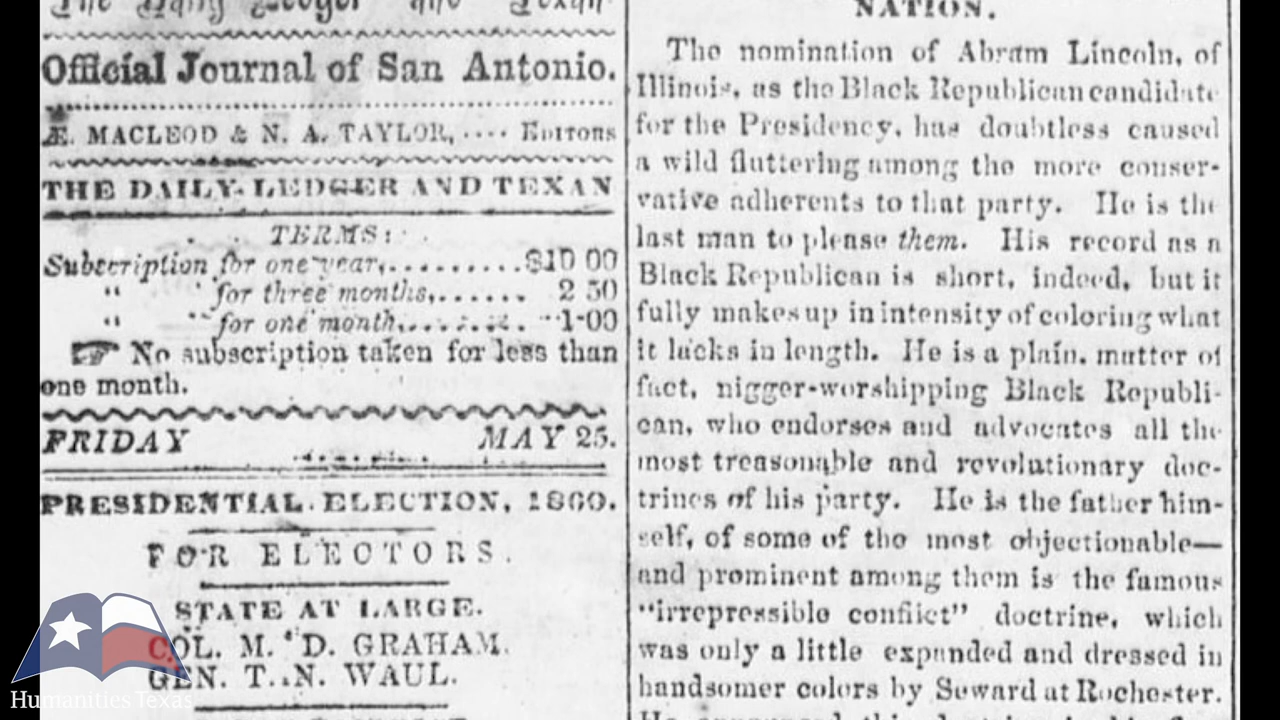 The Daily Ledger and Texan
Official Journal of San Antonio.
Æ. MACLEOD & N. A. TAYLOR, .... EDITORS
THE DAILY LEDGER AND TEXAN
TERMS:
Subscription for one year,..........$10 00
" for three months,....... 2 50
" for one month,......... 1 00
☞ No subscription taken for less than
one month.
FRIDAY MAY 25.
PRESIDENTIAL ELECTION, 1860.
FOR ELECTORS.
STATE AT LARGE.
COL. M. D. GRAHAM.
GEN. T. N. WAUL.
NATION.
The nomination of Abram Lincoln, of
Illinois, as the Black Republican candidate
for the Presidency, has doubtless caused
a wild fluttering among the more conser-
vative adherents to that party. He is the
last man to please them. His record as a
Black Republican is short, indeed, but it
fully makes up in intensity of coloring what
it lacks in length. He is a plain, matter of
fact, nigger-worshipping Black Republi-
can, who endorses and advocates all the
most treasonable and revolutionary doc-
trines of his party. He is the father him-
self, of some of the most objectionable—
and prominent among them is the famous
"irrepressible conflict" doctrine, which
was only a little expanded and dressed in
handsomer colors by Seward at Rochester.
Humanities Texas